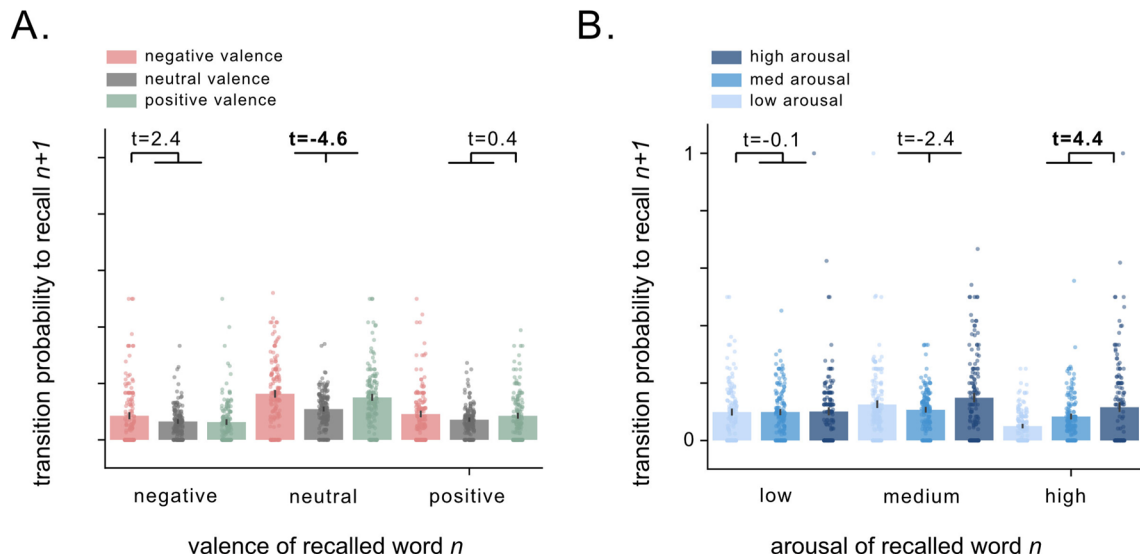 A.
negative valence
neutral valence
positive valence
t=2.4
t=-4.6
t=0.4
transition probability to recall n+1
negative
neutral
positive
valence of recalled word n
B.
high arousal
med arousal
low arousal
t=-0.1
t=-2.4
t=4.4
transition probability to recall n+1
1
0
low
medium
high
arousal of recalled word n